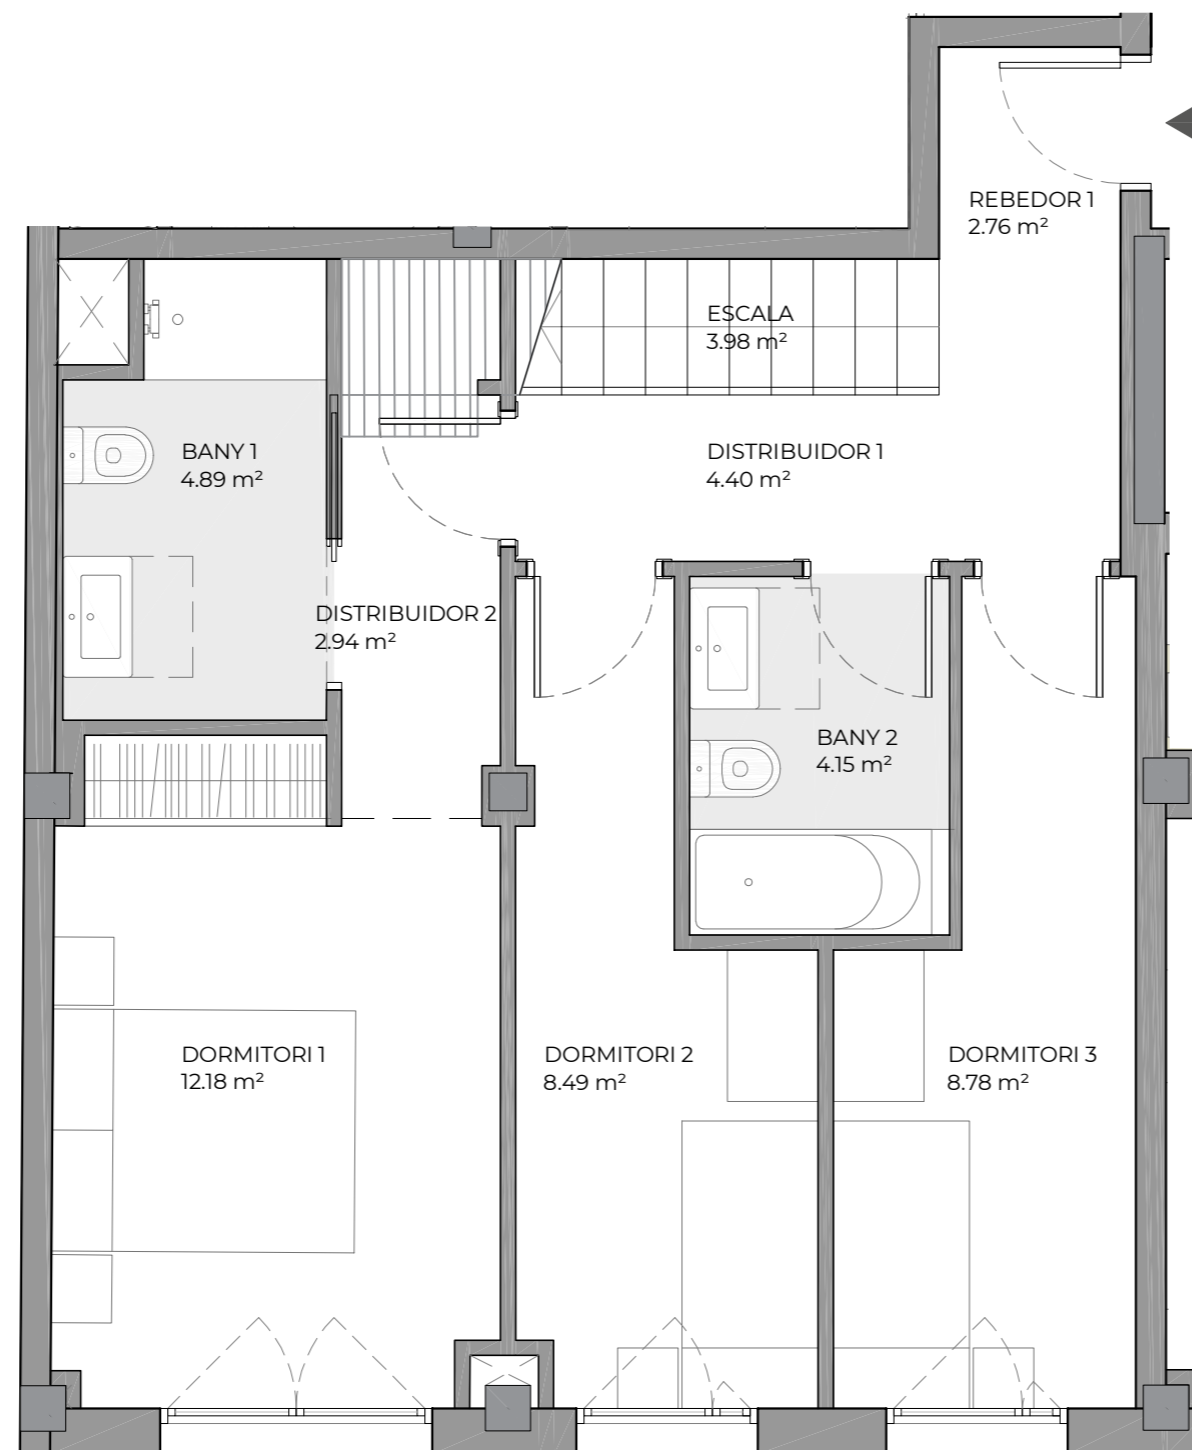 REBEDOR 1
2.76 m²
ESCALA
3.98 m²
BANY 1
4.89 m²
DISTRIBUIDOR 1
4.40 m²
DISTRIBUIDOR 2
2.94 m²
BANY 2
4.15 m²
DORMITORI 1
12.18 m²
DORMITORI 2
8.49 m²
DORMITORI 3
8.78 m²